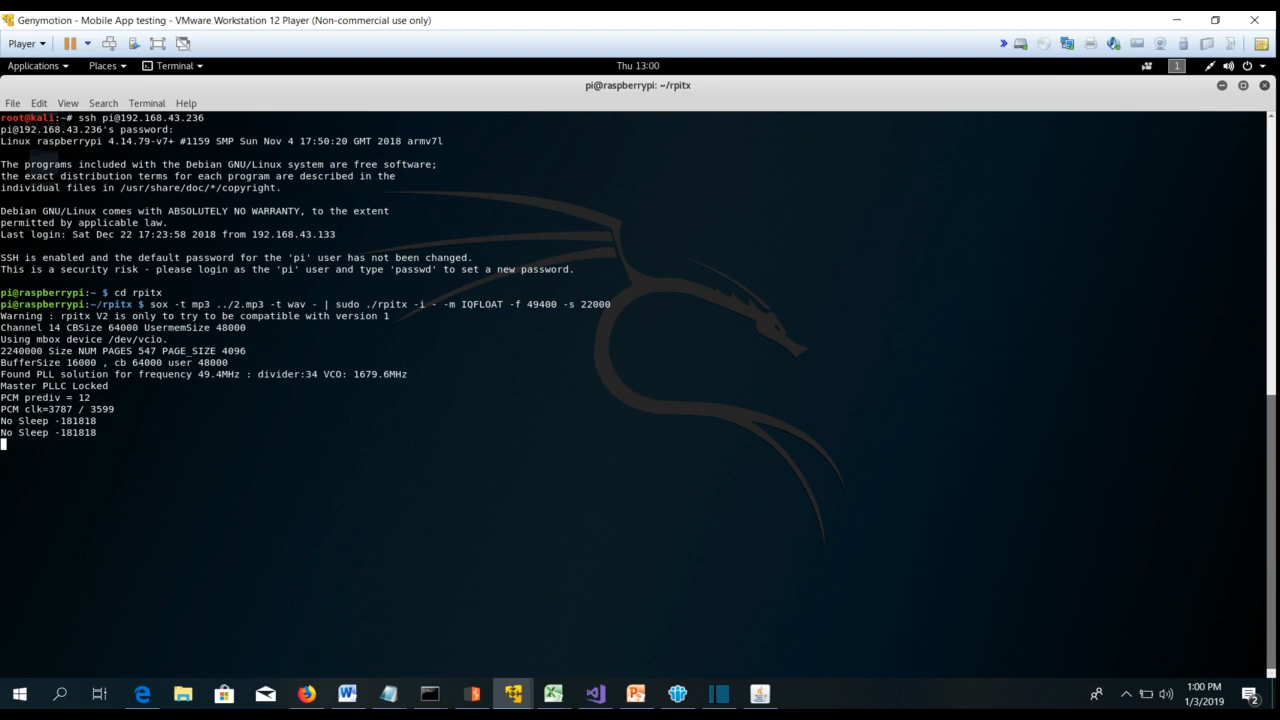 Genymotion - Mobile App testing - VMware Workstation 12 Player (Non-commercial use only)
Player
Applications Places Terminal Thu 13:00 1
pi@raspberrypi: ~/rpitx
File Edit View Search Terminal Help
root@kali:~# ssh pi@192.168.43.236
pi@192.168.43.236's password:
Linux raspberrypi 4.14.79-v7+ #1159 SMP Sun Nov 4 17:50:20 GMT 2018 armv7l
The programs included with the Debian GNU/Linux system are free software;
the exact distribution terms for each program are described in the
individual files in /usr/share/doc/*/copyright.
Debian GNU/Linux comes with ABSOLUTELY NO WARRANTY, to the extent
permitted by applicable law.
Last login: Sat Dec 22 17:23:58 2018 from 192.168.43.133
SSH is enabled and the default password for the 'pi' user has not been changed.
This is a security risk - please login as the 'pi' user and type 'passwd' to set a new password.
pi@raspberrypi:~ $ cd rpitx
pi@raspberrypi:~/rpitx $ sox -t mp3 ../2.mp3 -t wav - | sudo ./rpitx -i - -m IQFLOAT -f 49400 -s 22000
Warning : rpitx V2 is only to try to be compatible with version 1
Channel 14 CBSize 64000 UsermemSize 48000
Using mbox device /dev/vcio.
2240000 Size NUM PAGES 547 PAGE_SIZE 4096
BufferSize 16000 , cb 64000 user 48000
Found PLL solution for frequency 49.4MHz : divider:34 VCO: 1679.6MHz
Master PLLC Locked
PCM prediv = 12
PCM clk=3787 / 3599
No Sleep -181818
No Sleep -181818
1:00 PM
1/3/2019
2